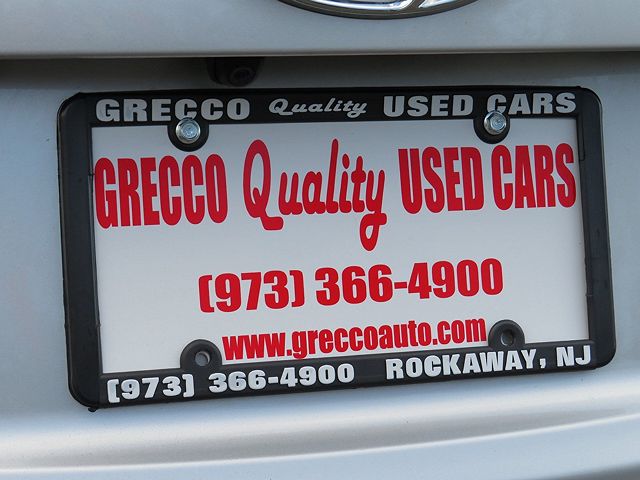 GRECCO Quality USED CARS
GRECCO Quality USED CARS
(973) 366-4900
www.greccoauto.com
(973) 366-4900 ROCKAWAY, NJ